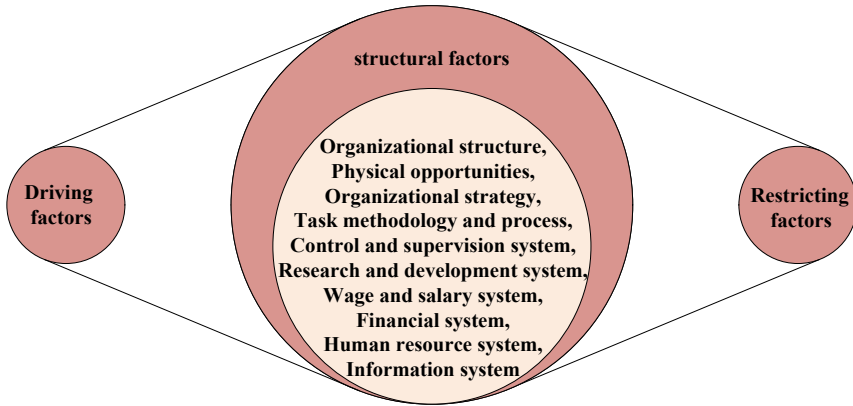 structural factors
Organizational structure,
Physical opportunities,
Organizational strategy,
Task methodology and process,
Control and supervision system,
Research and development system,
Wage and salary system,
Financial system,
Human resource system,
Information system
Driving
factors
Restricting
factors